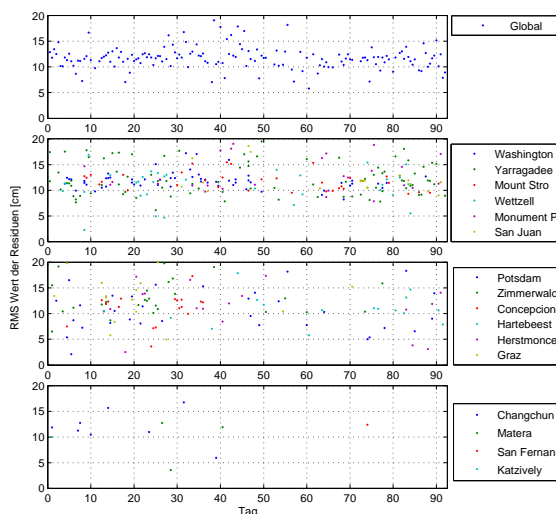 20
15
10
5
0
0 10 20 30 40 50 60 70 80 90
Global
20
15
10
5
0
0 10 20 30 40 50 60 70 80 90
Washington
Yarragadee
Mount Stro
Wettzell
Monument P
San Juan
RMS Wert der Residuen [cm]
20
15
10
5
0
0 10 20 30 40 50 60 70 80 90
Potsdam
Zimmerwald
Concepcion
Hartebeest
Herstmonce
Graz
20
15
10
5
0
0 10 20 30 40 50 60 70 80 90
Tag
Changchun
Matera
San Fernan
Katzively